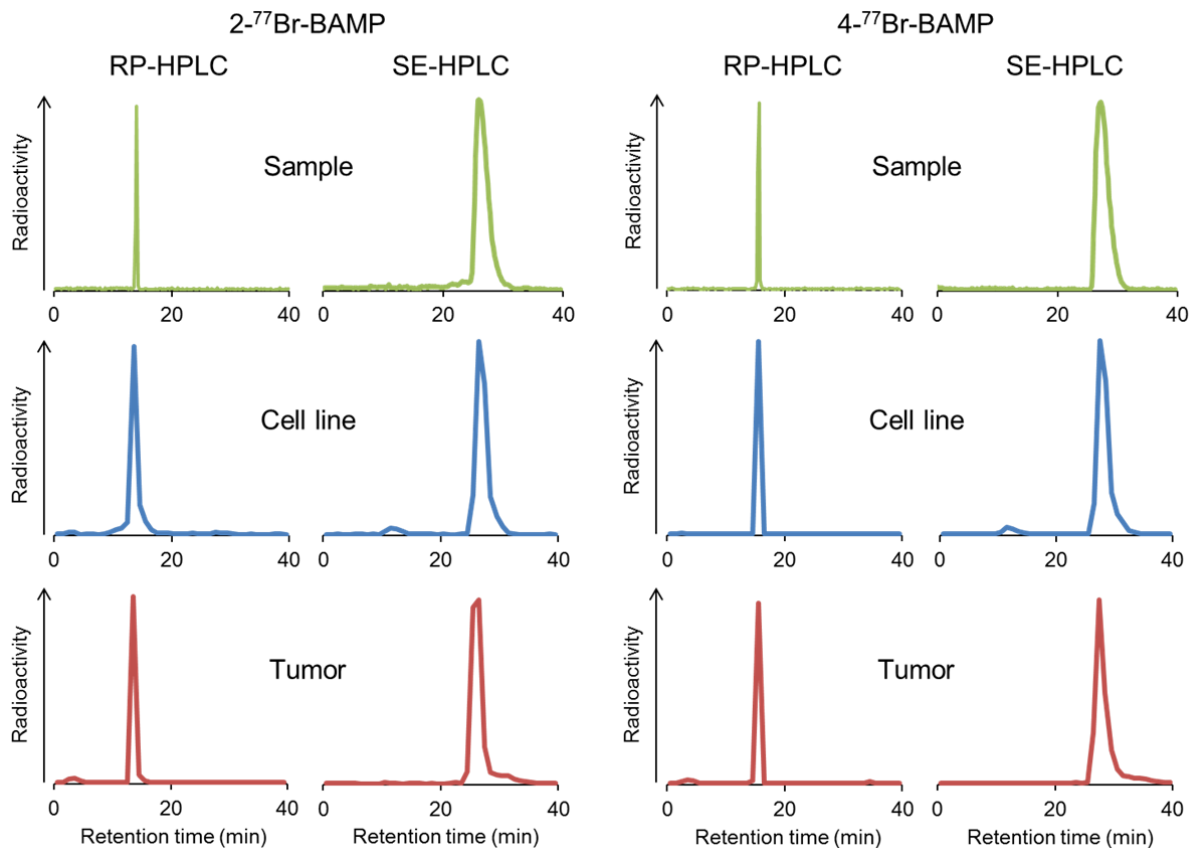 2-⁷⁷Br-BAMP 4-⁷⁷Br-BAMP
RP-HPLC SE-HPLC RP-HPLC SE-HPLC
Radioactivity Sample Radioactivity Sample
0 20 40 0 20 40 0 20 40 0 20 40
Radioactivity Cell line Radioactivity Cell line
0 20 40 0 20 40 0 20 40 0 20 40
Radioactivity Tumor Radioactivity Tumor
0 20 40 0 20 40 0 20 40 0 20 40
Retention time (min) Retention time (min) Retention time (min) Retention time (min)